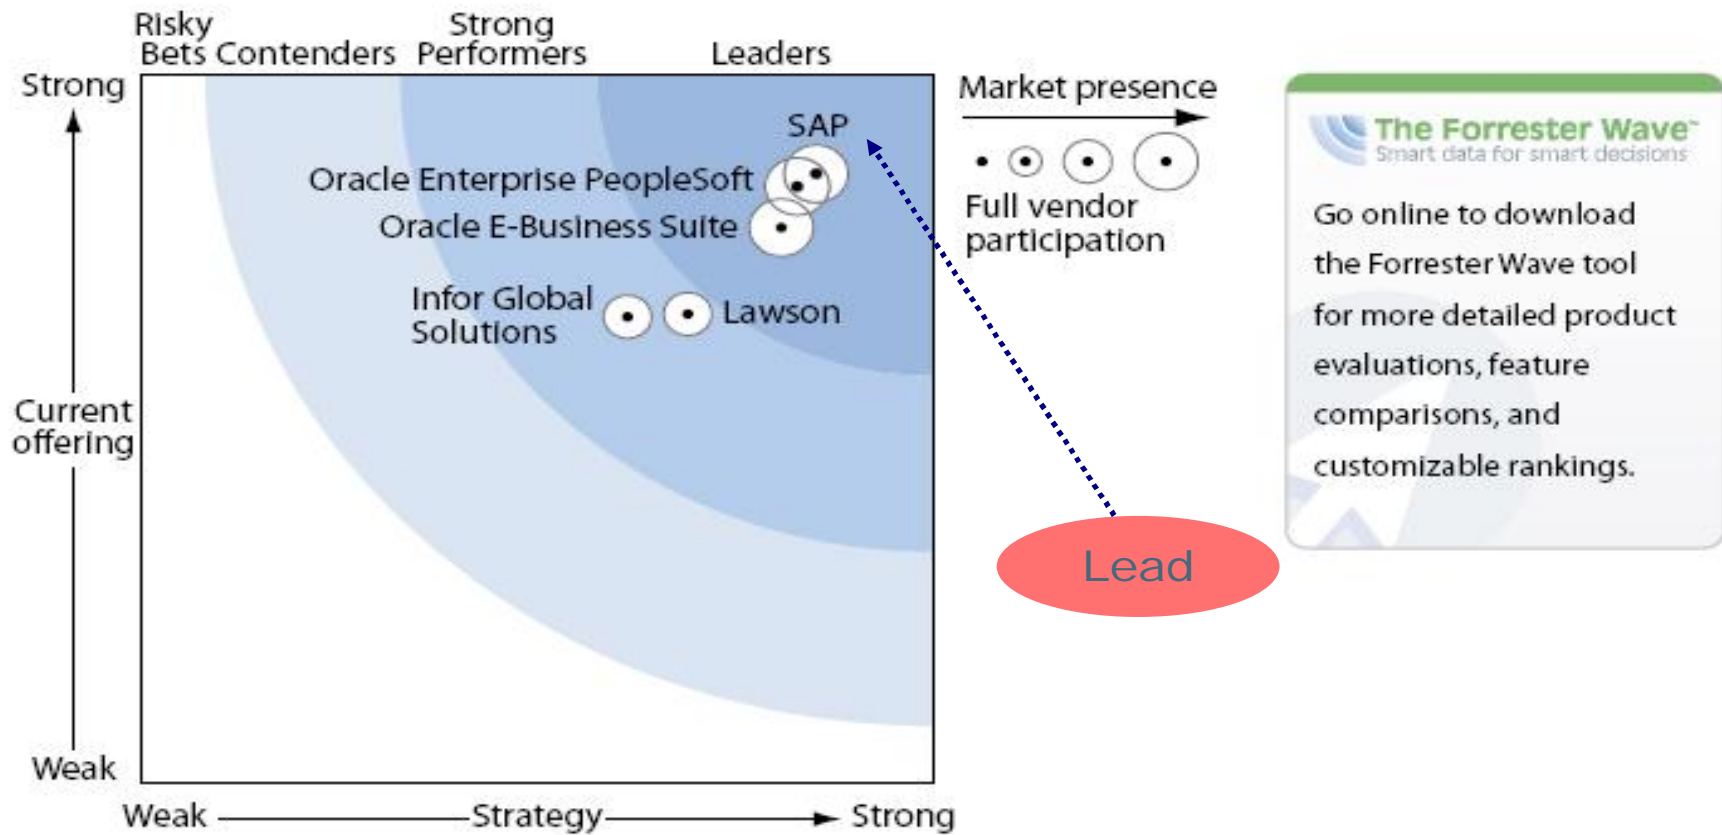 Risky
Bets
Contenders
Strong
Performers
Leaders
Strong
Current
offering
Weak
SAP
Oracle Enterprise PeopleSoft
Oracle E-Business Suite
Infor Global
Solutions
Lawson
Weak
Strategy
Strong
Market presence
Full vendor
participation
Lead
The Forrester Wave™
Smart data for smart decisions
Go online to download
the Forrester Wave tool
for more detailed product
evaluations, feature
comparisons, and
customizable rankings.